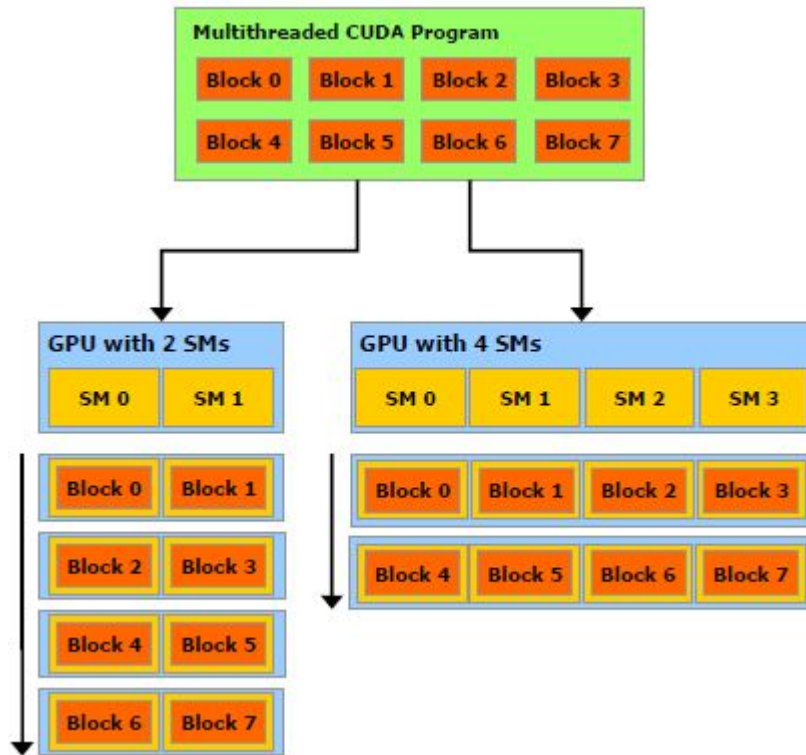 Multithreaded CUDA Program
Block 0 Block 1 Block 2 Block 3
Block 4 Block 5 Block 6 Block 7
GPU with 2 SMs
SM 0 SM 1
Block 0 Block 1
Block 2 Block 3
Block 4 Block 5
Block 6 Block 7
GPU with 4 SMs
SM 0 SM 1 SM 2 SM 3
Block 0 Block 1 Block 2 Block 3
Block 4 Block 5 Block 6 Block 7